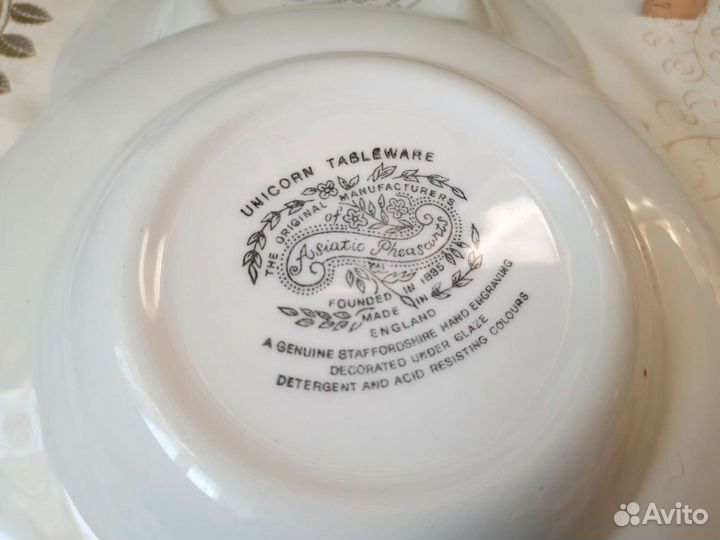 UNICORN TABLEWARE
THE ORIGINAL MANUFACTURERS
of
Asiatic Pheasants
FOUNDED IN 1835
MADE IN
ENGLAND
A GENUINE STAFFORDSHIRE HAND ENGRAVING
DECORATED UNDER GLAZE
DETERGENT AND ACID RESISTING COLOURS
Avito